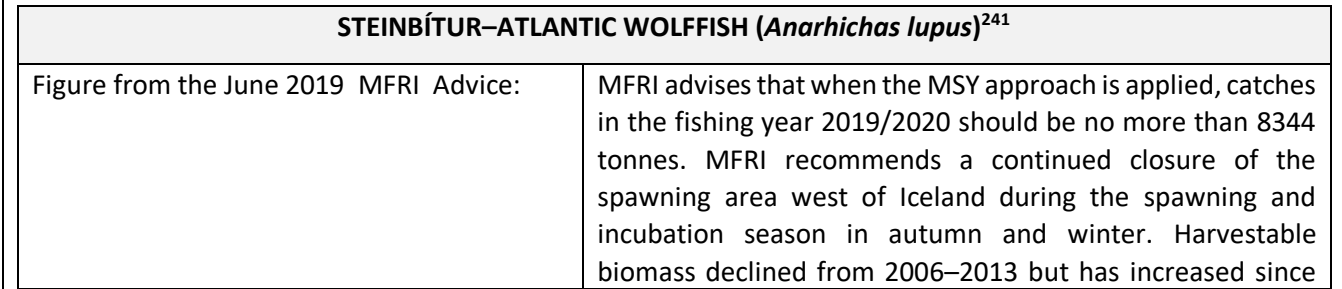 STEINBÍTUR–ATLANTIC WOLFFISH (Anarhichas lupus)241
Figure from the June 2019 MFRI Advice:
MFRI advises that when the MSY approach is applied, catches
in the fishing year 2019/2020 should be no more than 8344
tonnes. MFRI recommends a continued closure of the
spawning area west of Iceland during the spawning and
incubation season in autumn and winter. Harvestable
biomass declined from 2006–2013 but has increased since